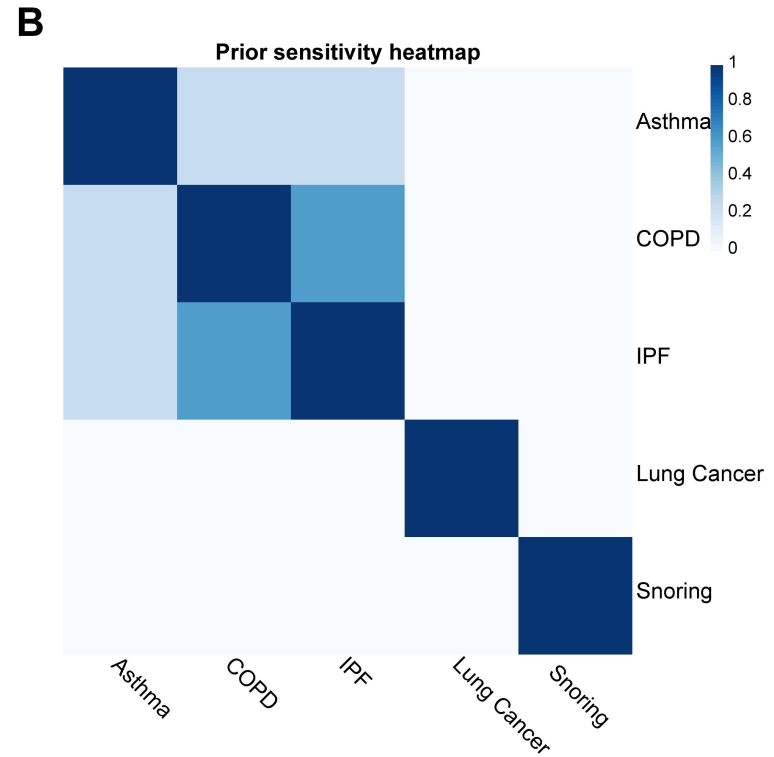 B
Prior sensitivity heatmap
1
0.8
0.6
0.4
0.2
0
Asthma
COPD
IPF
Lung Cancer
Snoring
Asthma
COPD
IPF
Lung Cancer
Snoring